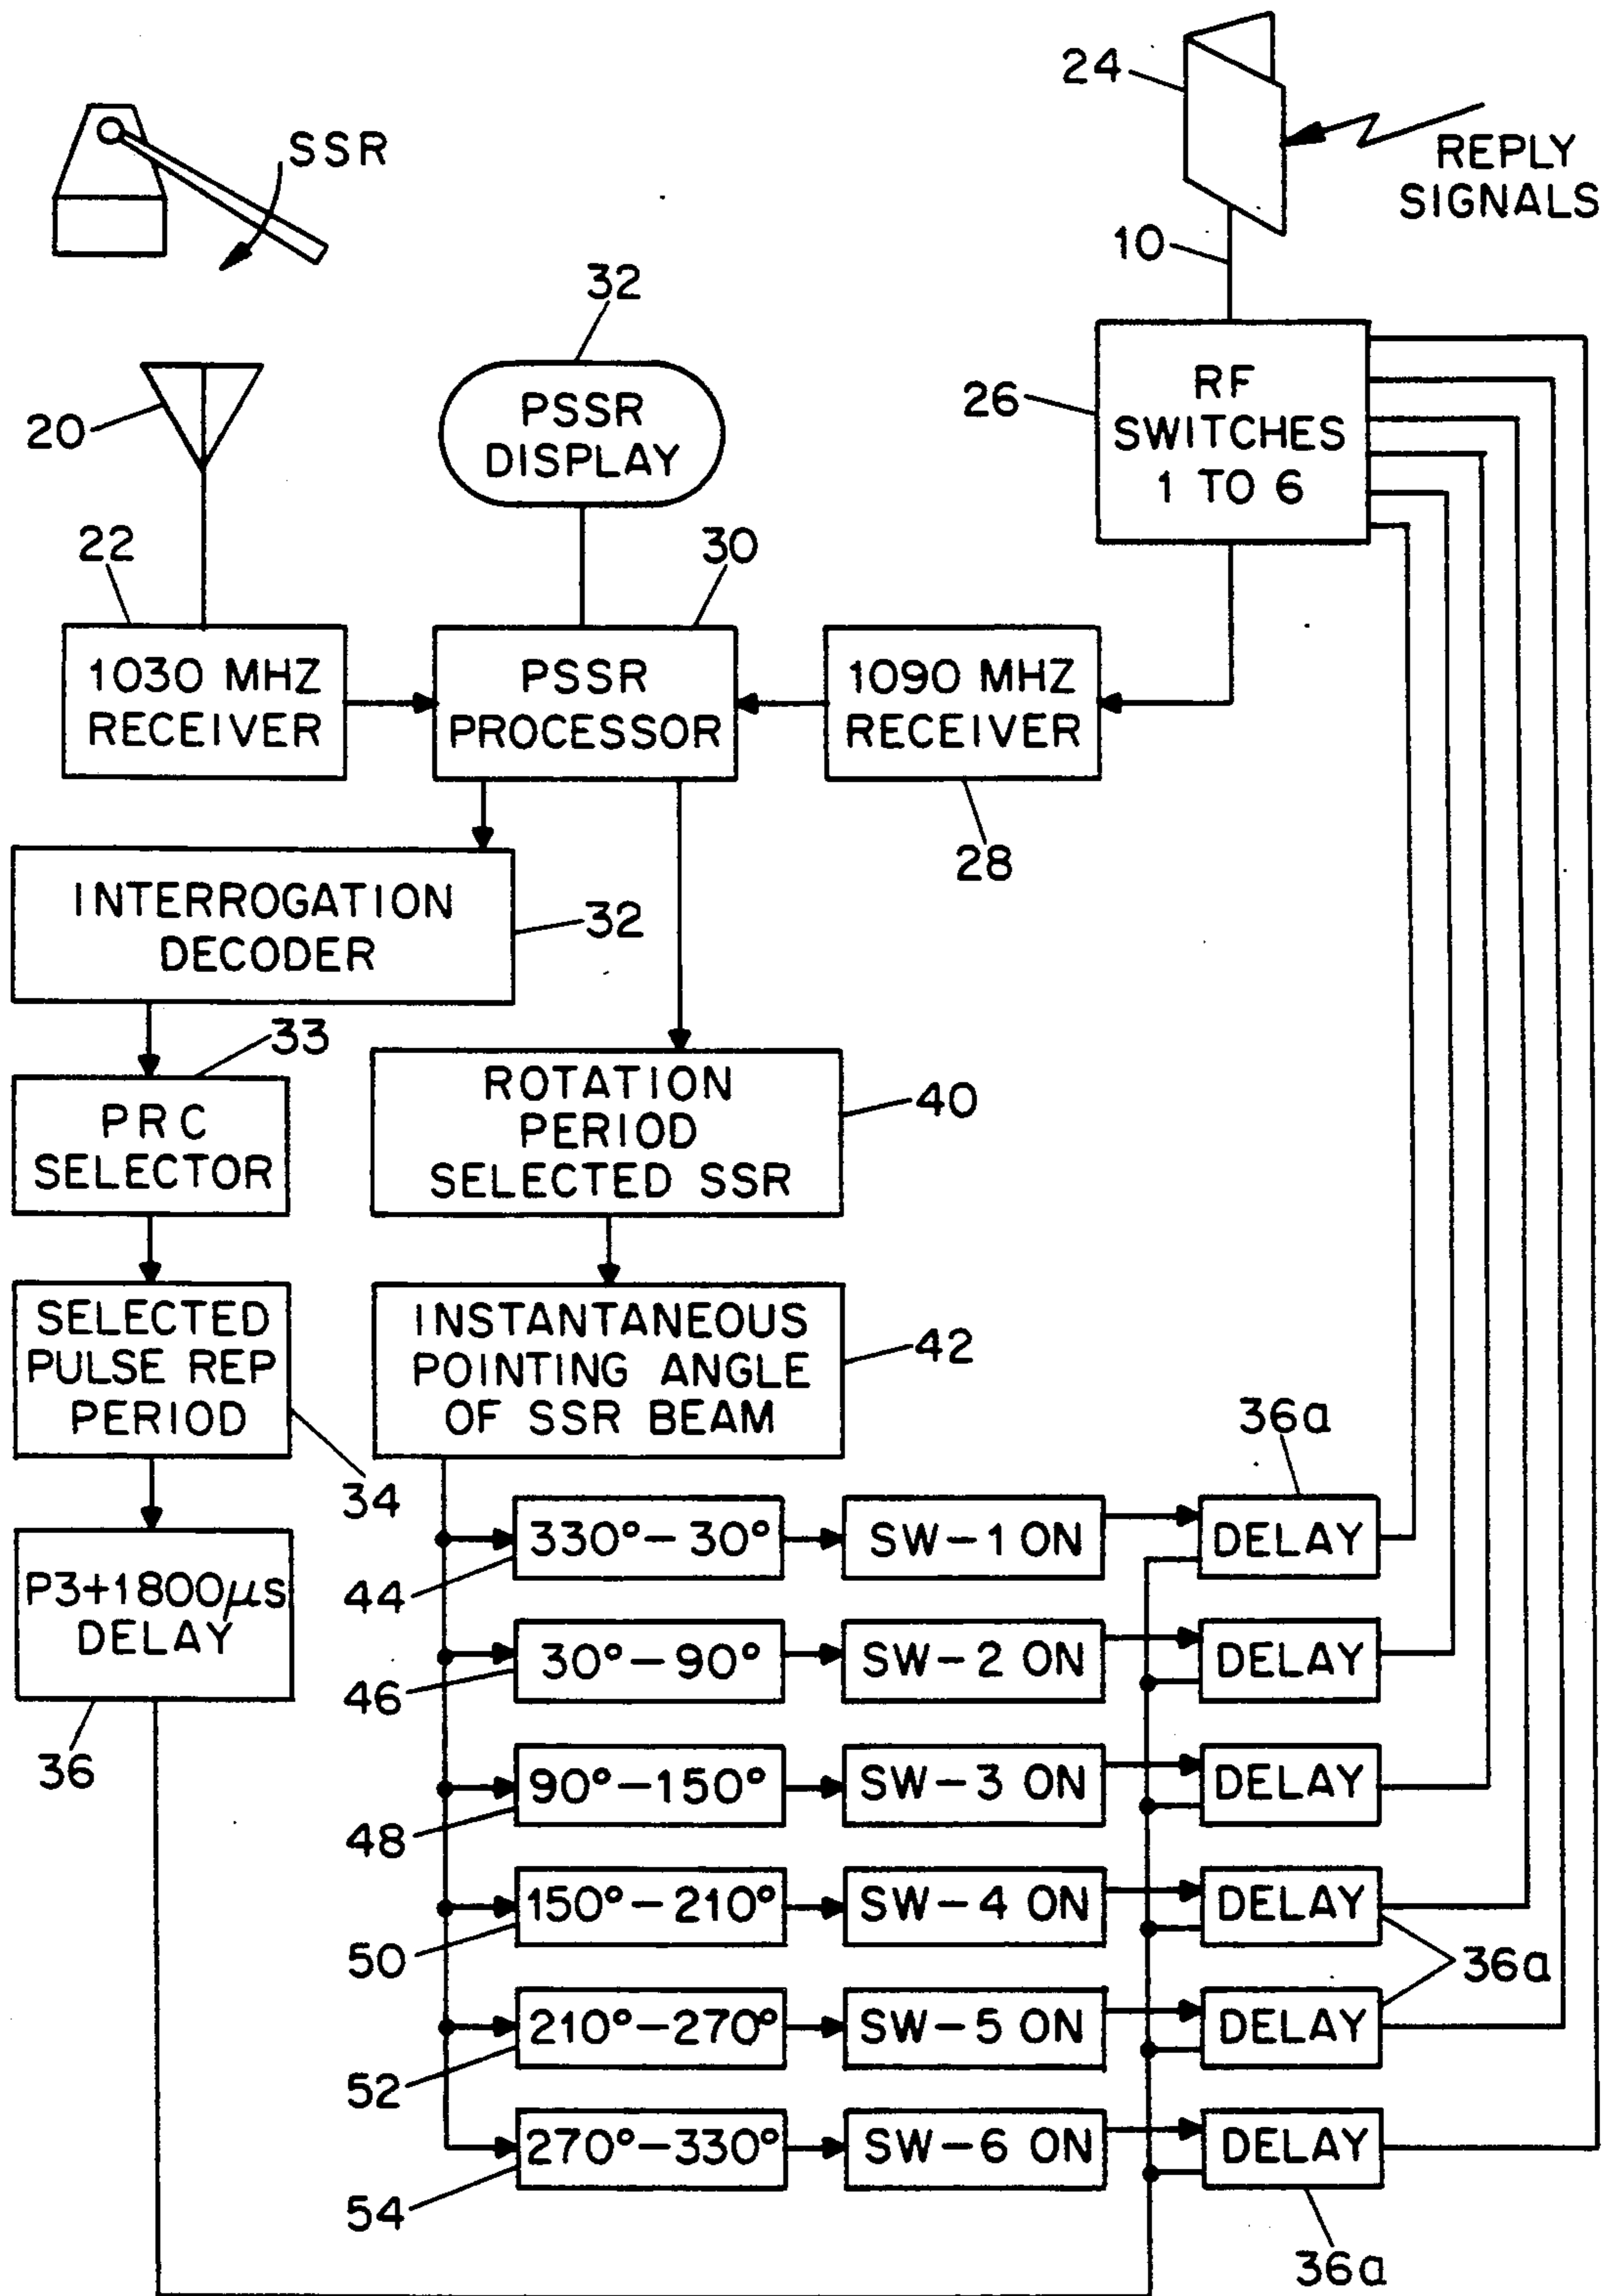 24
SSR
REPLY
SIGNALS
10
32
20
PSSR
DISPLAY
26
RF
SWITCHES
1 TO 6
22
30
1030 MHZ
RECEIVER
PSSR
PROCESSOR
1090 MHZ
RECEIVER
28
INTERROGATION
DECODER
32
33
PRC
SELECTOR
ROTATION
PERIOD
SELECTED SSR
40
SELECTED
PULSE REP
PERIOD
34
INSTANTANEOUS
POINTING ANGLE
OF SSR BEAM
42
P3+1800μs
DELAY
36
36a
330°-30°
SW-1 ON
DELAY
44
30°-90°
SW-2 ON
DELAY
46
90°-150°
SW-3 ON
DELAY
48
150°-210°
SW-4 ON
DELAY
50
36a
210°-270°
SW-5 ON
DELAY
52
270°-330°
SW-6 ON
DELAY
54
36a